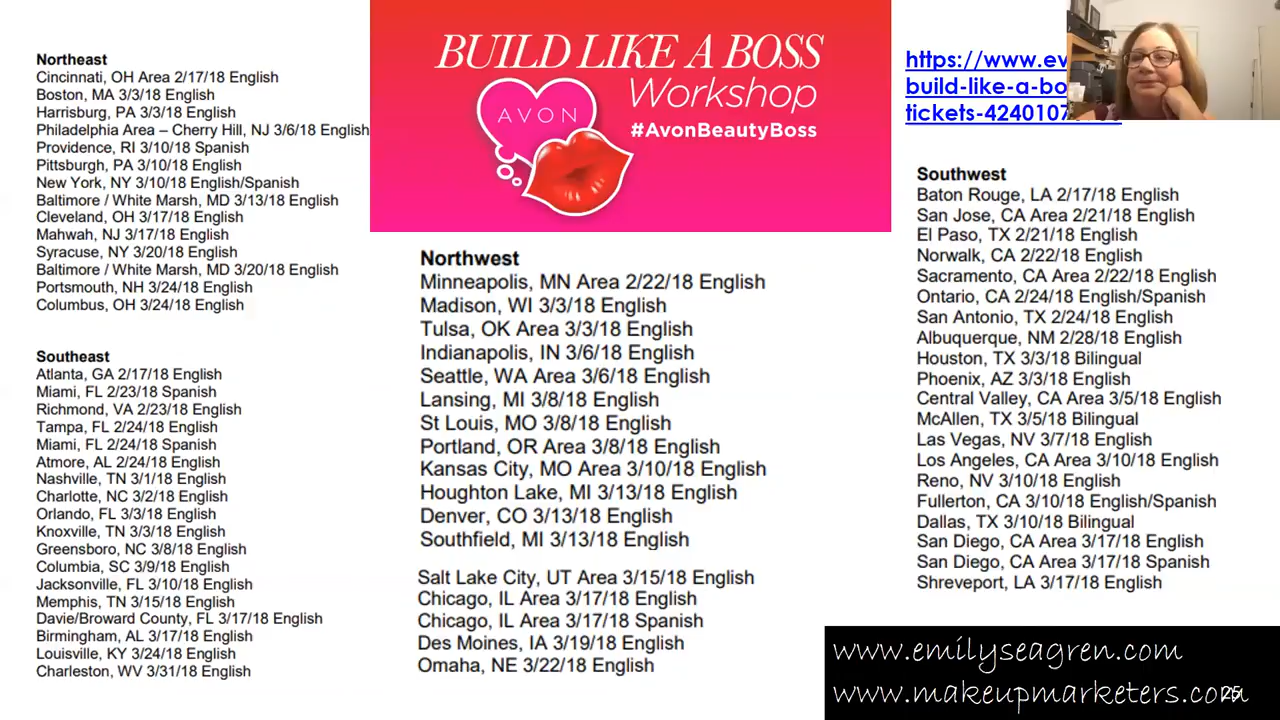 Northeast
Cincinnati, OH Area 2/17/18 English
Boston, MA 3/3/18 English
Harrisburg, PA 3/3/18 English
Philadelphia Area – Cherry Hill, NJ 3/6/18 English
Providence, RI 3/10/18 Spanish
Pittsburgh, PA 3/10/18 English
New York, NY 3/10/18 English/Spanish
Baltimore / White Marsh, MD 3/13/18 English
Cleveland, OH 3/17/18 English
Mahwah, NJ 3/17/18 English
Syracuse, NY 3/20/18 English
Baltimore / White Marsh, MD 3/20/18 English
Portsmouth, NH 3/24/18 English
Columbus, OH 3/24/18 English
Southeast
Atlanta, GA 2/17/18 English
Miami, FL 2/23/18 Spanish
Richmond, VA 2/23/18 English
Tampa, FL 2/24/18 English
Miami, FL 2/24/18 Spanish
Atmore, AL 2/24/18 English
Nashville, TN 3/1/18 English
Charlotte, NC 3/2/18 English
Orlando, FL 3/3/18 English
Knoxville, TN 3/3/18 English
Greensboro, NC 3/8/18 English
Columbia, SC 3/9/18 English
Jacksonville, FL 3/10/18 English
Memphis, TN 3/15/18 English
Davie/Broward County, FL 3/17/18 English
Birmingham, AL 3/17/18 English
Louisville, KY 3/24/18 English
Charleston, WV 3/31/18 English
BUILD LIKE A BOSS
Workshop
AVON
#AvonBeautyBoss
Northwest
Minneapolis, MN Area 2/22/18 English
Madison, WI 3/3/18 English
Tulsa, OK Area 3/3/18 English
Indianapolis, IN 3/6/18 English
Seattle, WA Area 3/6/18 English
Lansing, MI 3/8/18 English
St Louis, MO 3/8/18 English
Portland, OR Area 3/8/18 English
Kansas City, MO Area 3/10/18 English
Houghton Lake, MI 3/13/18 English
Denver, CO 3/13/18 English
Southfield, MI 3/13/18 English
Salt Lake City, UT Area 3/15/18 English
Chicago, IL Area 3/17/18 English
Chicago, IL Area 3/17/18 Spanish
Des Moines, IA 3/19/18 English
Omaha, NE 3/22/18 English
https://www.ev
build-like-a-bo
tickets-424010
Southwest
Baton Rouge, LA 2/17/18 English
San Jose, CA Area 2/21/18 English
El Paso, TX 2/21/18 English
Norwalk, CA 2/22/18 English
Sacramento, CA Area 2/22/18 English
Ontario, CA 2/24/18 English/Spanish
San Antonio, TX 2/24/18 English
Albuquerque, NM 2/28/18 English
Houston, TX 3/3/18 Bilingual
Phoenix, AZ 3/3/18 English
Central Valley, CA Area 3/5/18 English
McAllen, TX 3/5/18 Bilingual
Las Vegas, NV 3/7/18 English
Los Angeles, CA Area 3/10/18 English
Reno, NV 3/10/18 English
Fullerton, CA 3/10/18 English/Spanish
Dallas, TX 3/10/18 Bilingual
San Diego, CA Area 3/17/18 English
San Diego, CA Area 3/17/18 Spanish
Shreveport, LA 3/17/18 English
www.emilyseagren.com
www.makeupmarketers.com
25